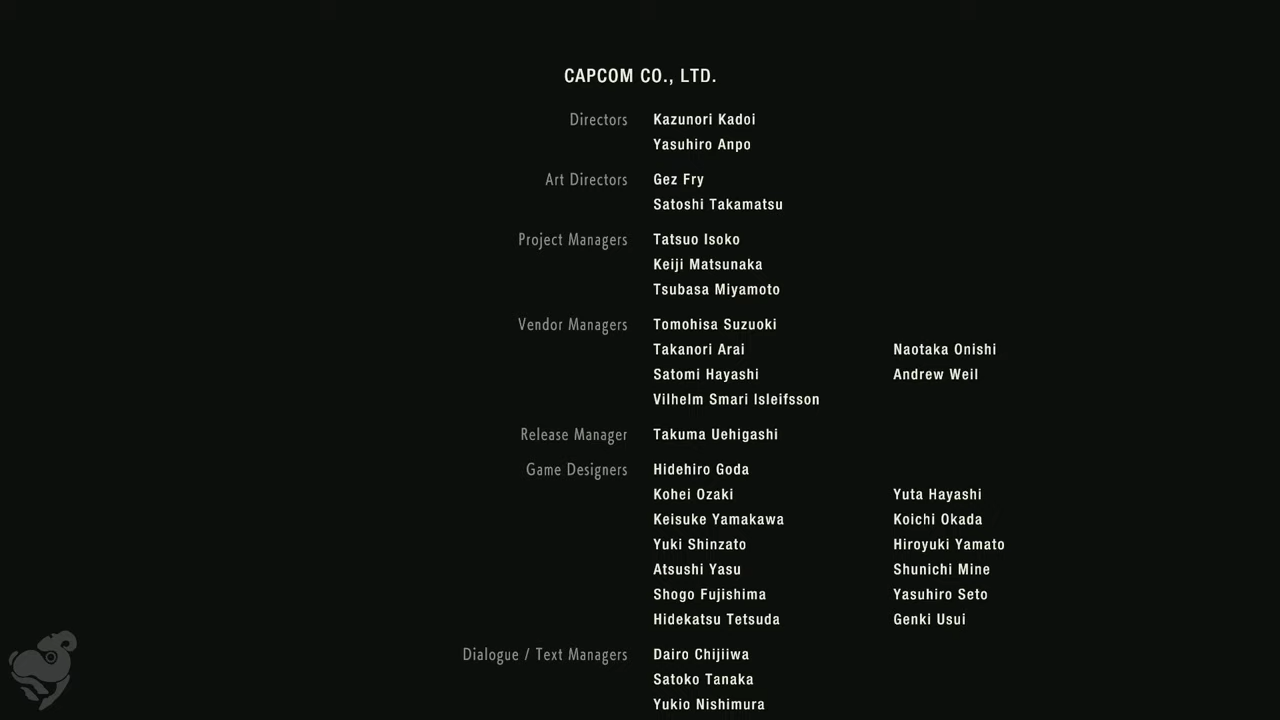 CAPCOM CO., LTD.
Directors Kazunori Kadoi
Yasuhiro Anpo
Art Directors Gez Fry
Satoshi Takamatsu
Project Managers Tatsuo Isoko
Keiji Matsunaka
Tsubasa Miyamoto
Vendor Managers Tomohisa Suzuoki
Takanori Arai Naotaka Onishi
Satomi Hayashi Andrew Weil
Vilhelm Smari Isleifsson
Release Manager Takuma Uehigashi
Game Designers Hidehiro Goda
Kohei Ozaki Yuta Hayashi
Keisuke Yamakawa Koichi Okada
Yuki Shinzato Hiroyuki Yamato
Atsushi Yasu Shunichi Mine
Shogo Fujishima Yasuhiro Seto
Hidekatsu Tetsuda Genki Usui
Dialogue / Text Managers Dairo Chijiiwa
Satoko Tanaka
Yukio Nishimura